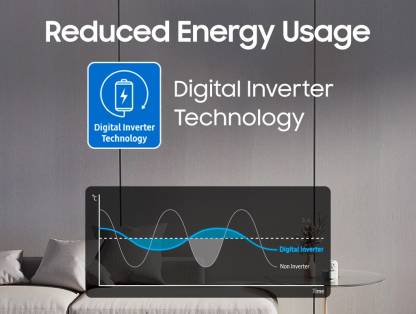 Reduced Energy Usage
Digital Inverter
Technology
Digital Inverter
Technology
°C
Digital Inverter
Non Inverter
Time